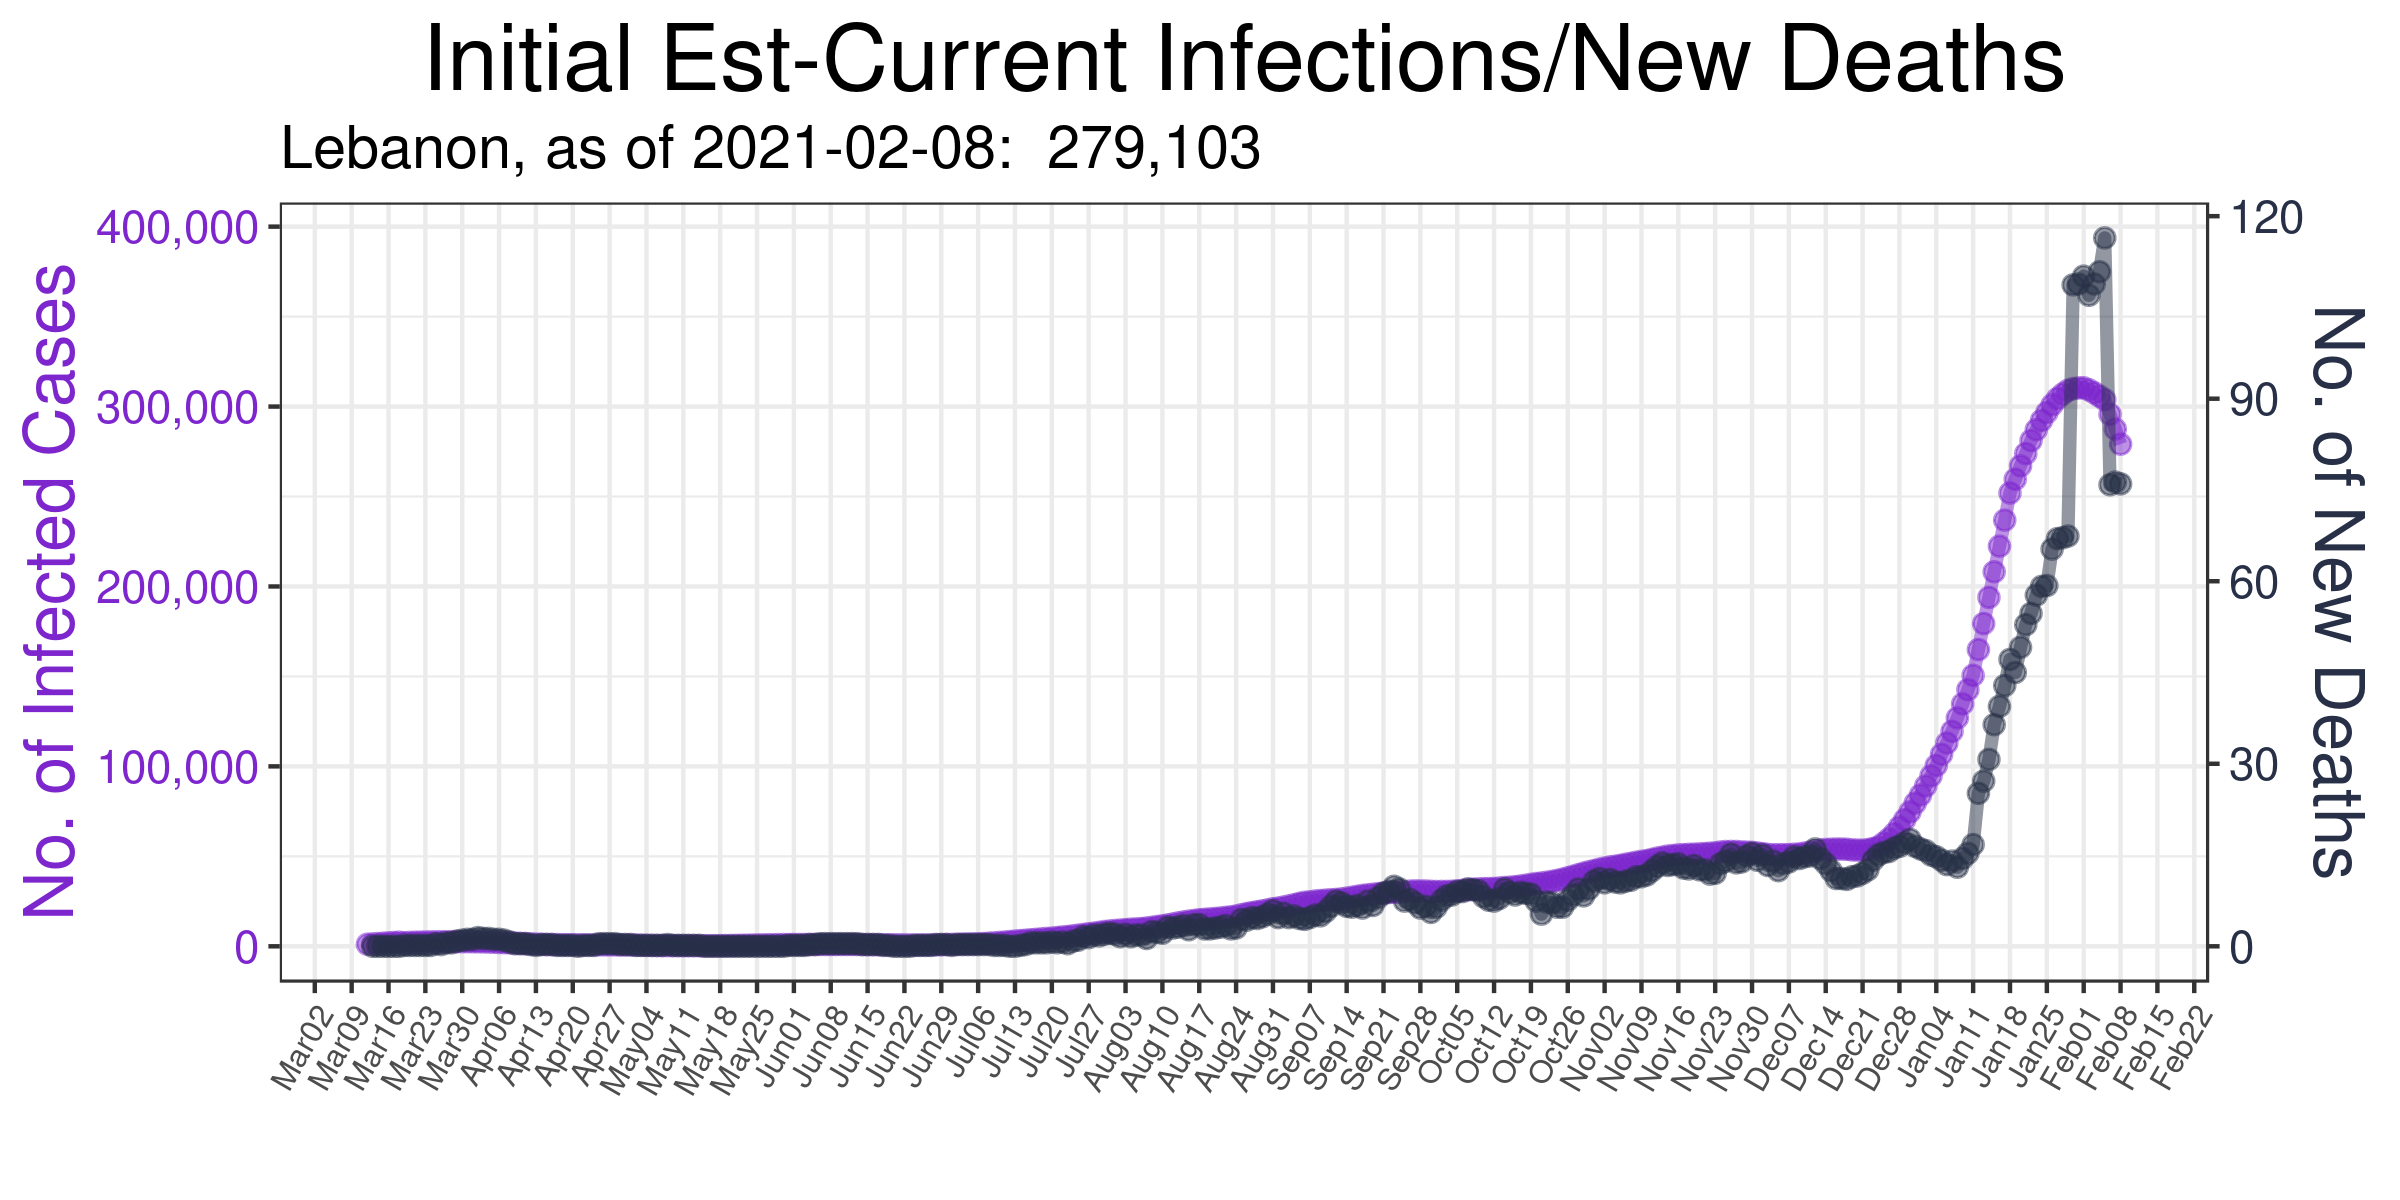 Initial Est-Current Infections/New Deaths
Lebanon, as of 2021-02-08:  279,103
No. of Infected Cases
400,000
300,000
200,000
100,000
0
120
90
60
30
0
No. of New Deaths
Mar02
Mar09
Mar16
Mar23
Mar30
Apr06
Apr13
Apr20
Apr27
May04
May11
May18
May25
Jun01
Jun08
Jun15
Jun22
Jun29
Jul06
Jul13
Jul20
Jul27
Aug03
Aug10
Aug17
Aug24
Aug31
Sep07
Sep14
Sep21
Sep28
Oct05
Oct12
Oct19
Oct26
Nov02
Nov09
Nov16
Nov23
Nov30
Dec07
Dec14
Dec21
Dec28
Jan04
Jan11
Jan18
Jan25
Feb01
Feb08
Feb15
Feb22